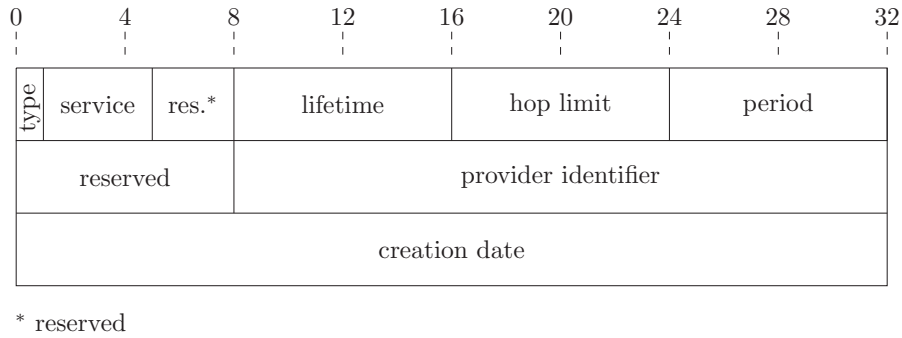 0 4 8 12 16 20 24 28 32
type service res.* lifetime hop limit period
reserved provider identifier
creation date
* reserved